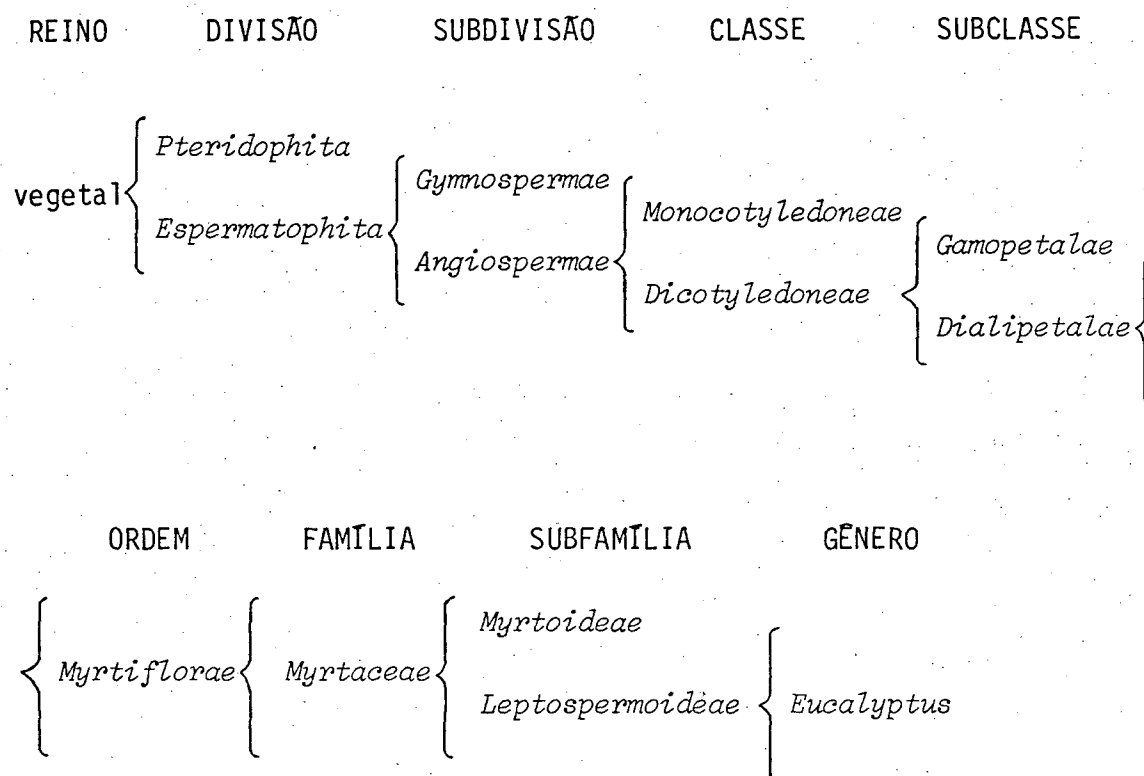 REINO DIVISÃO SUBDIVISÃO CLASSE SUBCLASSE
Pteridophita
Gymnospermae
vegetal
Monocotyledoneae
Espermatophita
Gamopetalae
Angiospermae
Dicotyledoneae
Dialipetalae
ORDEM FAMÍLIA SUBFAMÍLIA GÊNERO
Myrtoideae
Myrtiflorae Myrtaceae
Leptospermoideae Eucalyptus